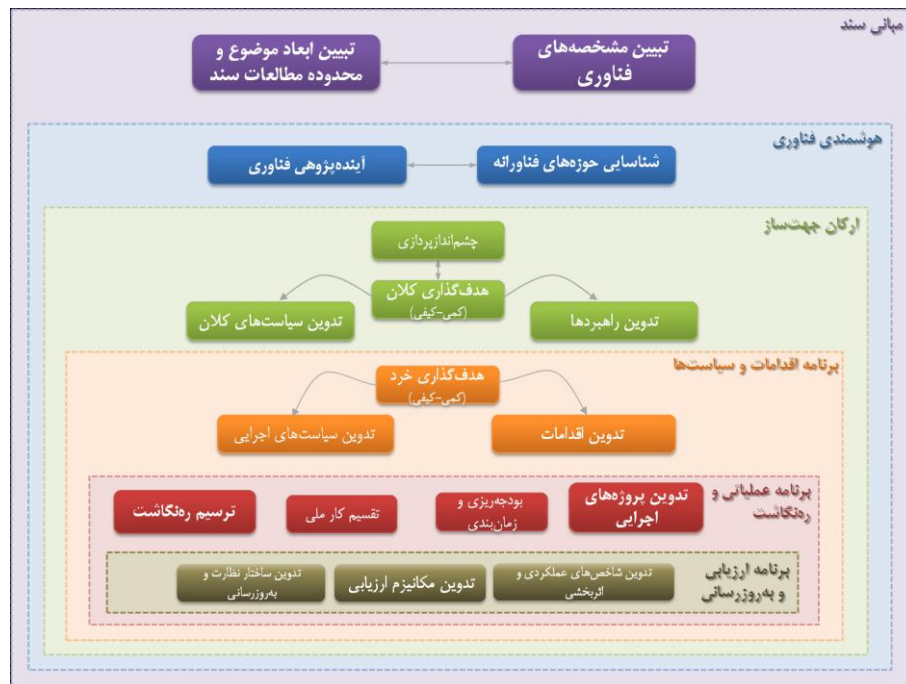 مبانی سند
تبیین مشخصه‌های
فناوری
تبیین ابعاد موضوع و
محدوده مطالعات سند
هوشمندی فناوری
شناسایی حوزه‌های فناورانه
آینده‌پژوهی فناوری
ارکان جهت‌ساز
چشم‌اندازپردازی
هدف‌گذاری کلان
(کمی-کیفی)
تدوین راهبردها
تدوین سیاست‌های کلان
برنامه اقدامات و سیاست‌ها
هدف‌گذاری خرد
(کمی-کیفی)
تدوین اقدامات
تدوین سیاست‌های اجرایی
برنامه عملیاتی و
ره‌نگاشت
تدوین پروژه‌های
اجرایی
بودجه‌ریزی و
زمان‌بندی
تقسیم کار ملی
ترسیم ره‌نگاشت
برنامه ارزیابی
و به‌روزرسانی
تدوین شاخص‌های عملکردی و
اثربخشی
تدوین مکانیزم ارزیابی
تدوین ساختار نظارت و
به‌روزرسانی